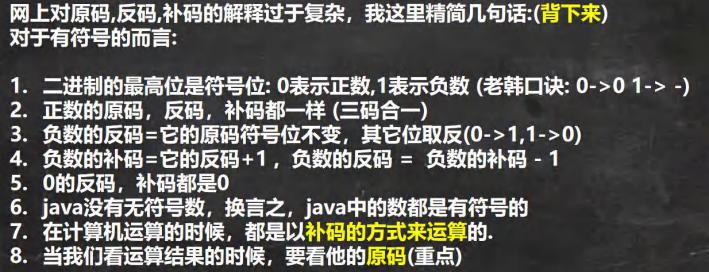 网上对原码,反码,补码的解释过于复杂，我这里精简几句话:(背下来)
对于有符号的而言:
1. 二进制的最高位是符号位: 0表示正数,1表示负数 (老韩口诀: 0->0 1-> -)
2. 正数的原码，反码，补码都一样 (三码合一)
3. 负数的反码=它的原码符号位不变，其它位取反(0->1,1->0)
4. 负数的补码=它的反码+1 ，负数的反码 = 负数的补码 - 1
5. 0的反码，补码都是0
6. java没有无符号数，换言之，java中的数都是有符号的
7. 在计算机运算的时候，都是以补码的方式来运算的.
8. 当我们看运算结果的时候，要看他的原码(重点)